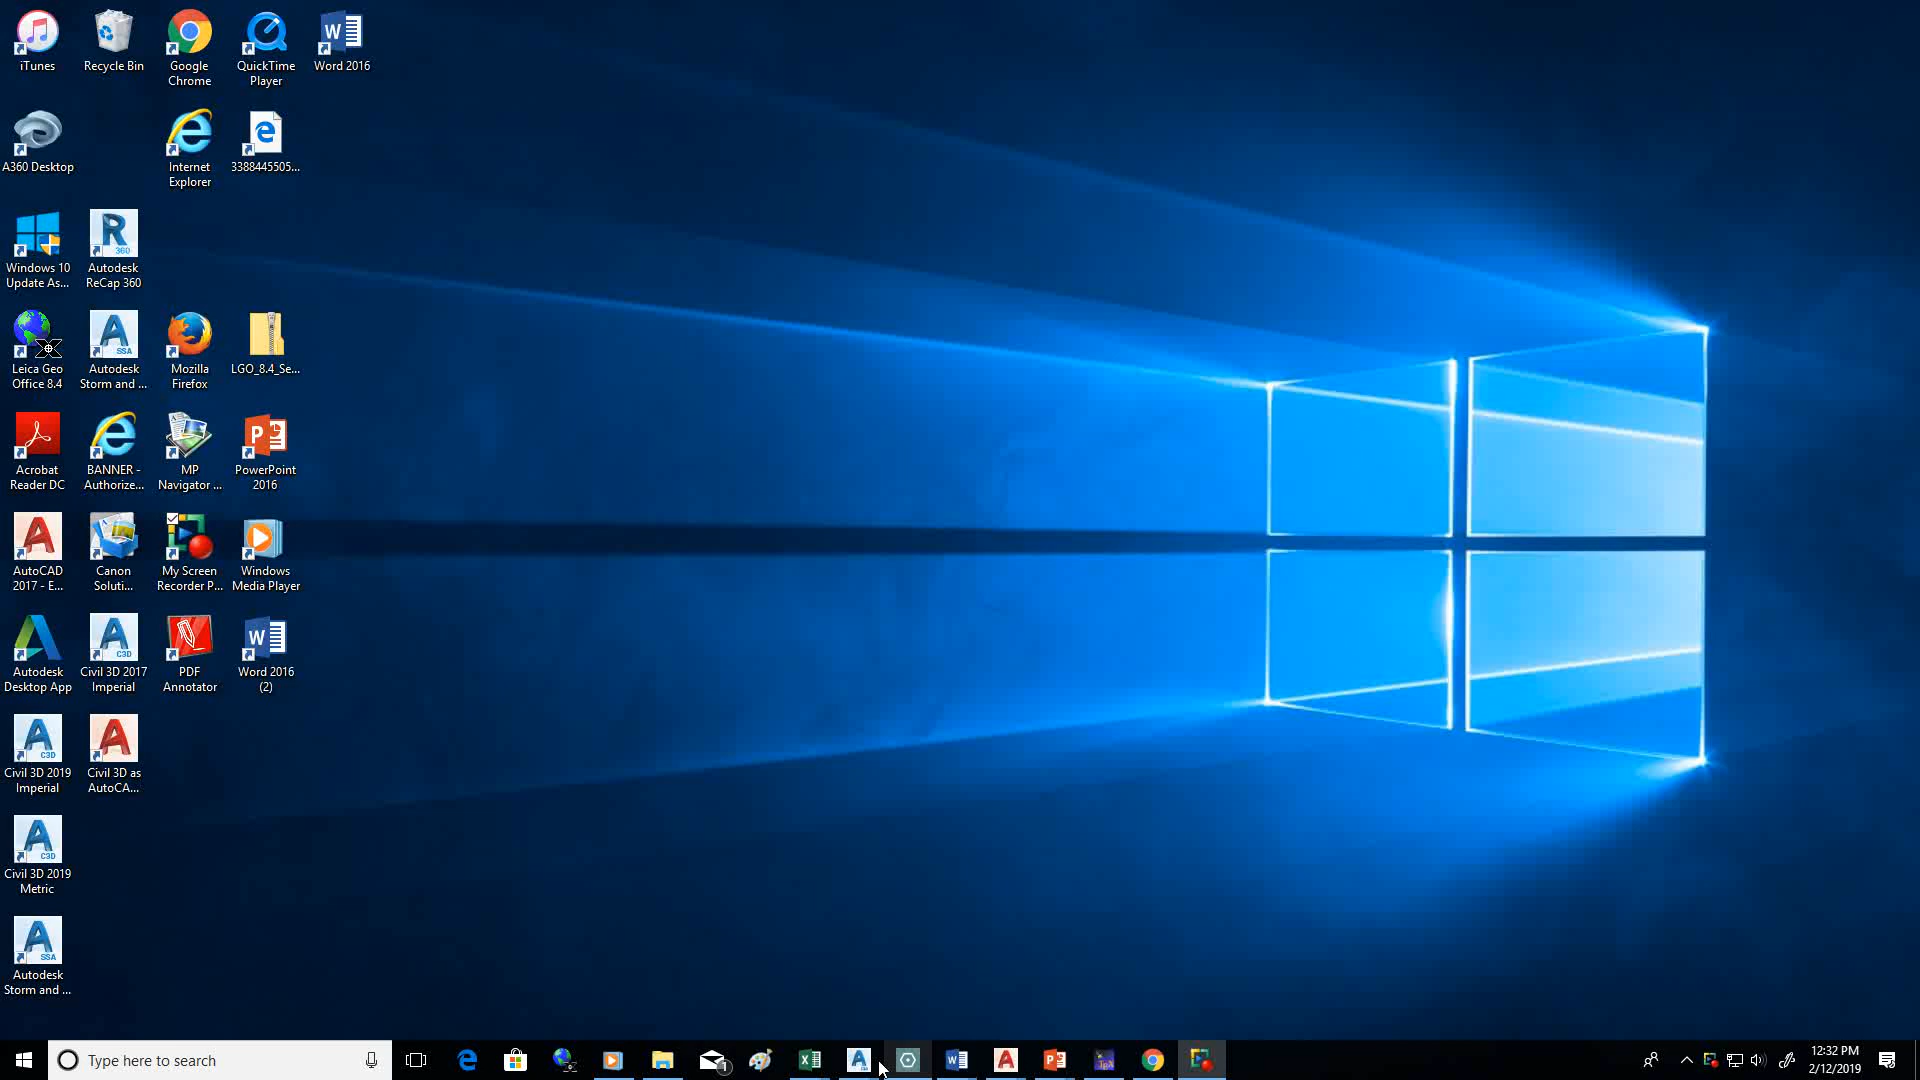 iTunes
Recycle Bin
Google
Chrome
QuickTime
Player
Word 2016
A360 Desktop
Internet
Explorer
3388445505...
Windows 10
Update As...
Autodesk
ReCap 360
Leica Geo
Office 8.4
Autodesk
Storm and ...
Mozilla
Firefox
LGO_8.4_Se...
Acrobat
Reader DC
BANNER -
Authorize...
MP
Navigator ...
PowerPoint
2016
AutoCAD
2017 - E...
Canon
Soluti...
My Screen
Recorder P...
Windows
Media Player
Autodesk
Desktop App
Civil 3D 2017
Imperial
PDF
Annotator
Word 2016
(2)
Civil 3D 2019
Imperial
Civil 3D as
AutoCA...
Civil 3D 2019
Metric
Autodesk
Storm and ...
Type here to search
12:32 PM
2/12/2019